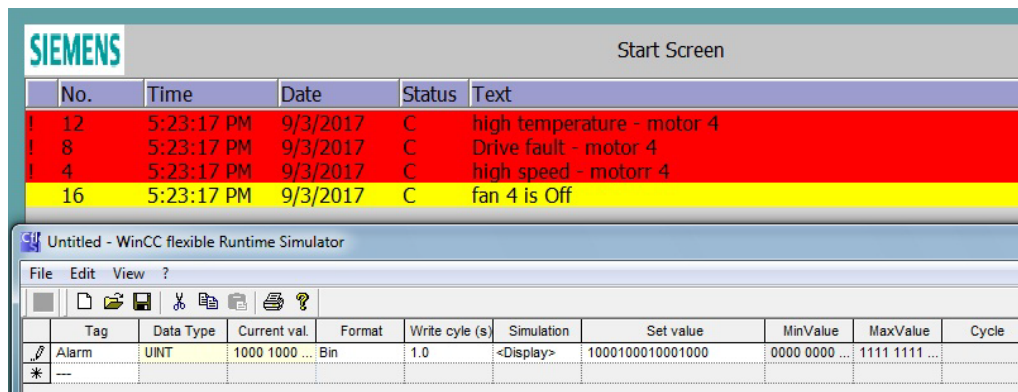 SIEMENS Start Screen
No. Time Date Status Text
! 12 5:23:17 PM 9/3/2017 C high temperature - motor 4
! 8 5:23:17 PM 9/3/2017 C Drive fault - motor 4
! 4 5:23:17 PM 9/3/2017 C high speed - motorr 4
16 5:23:17 PM 9/3/2017 C fan 4 is Off
Untitled - WinCC flexible Runtime Simulator
File Edit View ?
Tag Data Type Current val. Format Write cyle (s) Simulation Set value MinValue MaxValue Cycle
Alarm UINT 1000 1000 ... Bin 1.0 <Display> 1000100010001000 0000 0000 ... 1111 1111 ...
* ---